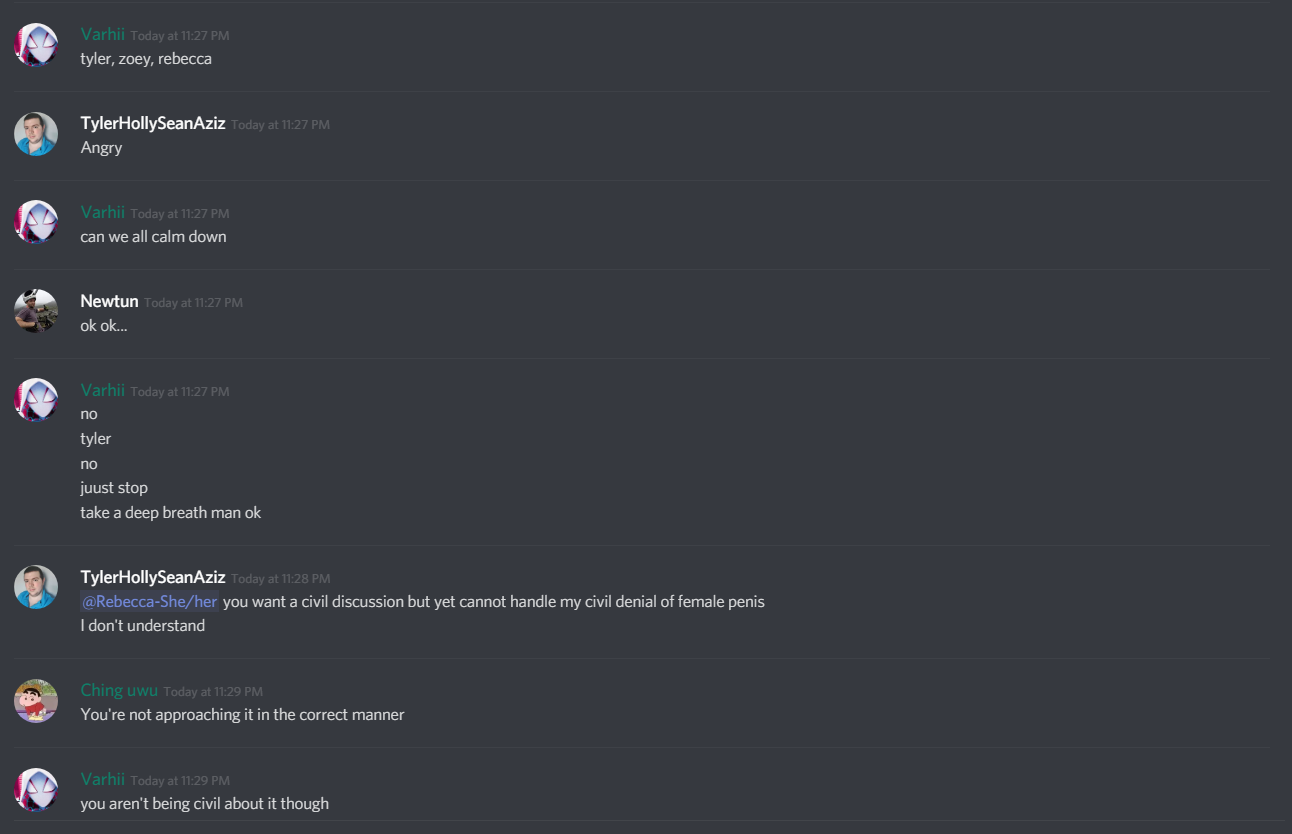 Varhii Today at 11:27 PM
tyler, zoey, rebecca
TylerHollySeanAziz Today at 11:27 PM
Angry
Varhii Today at 11:27 PM
can we all calm down
Newtun Today at 11:27 PM
ok ok...
Varhii Today at 11:27 PM
no
tyler
no
juust stop
take a deep breath man ok
TylerHollySeanAziz Today at 11:28 PM
@Rebecca-She/her you want a civil discussion but yet cannot handle my civil denial of female penis
I don't understand
Ching uwu Today at 11:29 PM
You're not approaching it in the correct manner
Varhii Today at 11:29 PM
you aren't being civil about it though